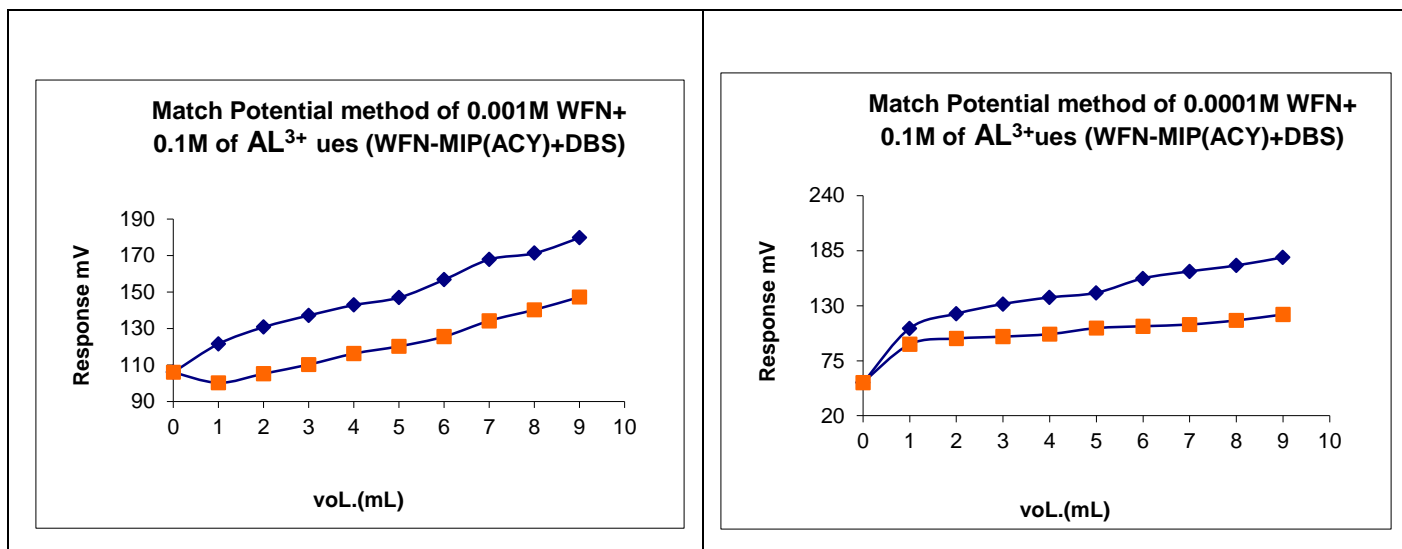 Match Potential method of 0.001M WFN+
0.1M of AL³⁺ ues (WFN-MIP(ACY)+DBS)
190
170
150
130
110
90
Response mV
0 1 2 3 4 5 6 7 8 9 10
voL.(mL)
Match Potential method of 0.0001M WFN+
0.1M of AL³⁺ues (WFN-MIP(ACY)+DBS)
240
185
130
75
20
Response mV
0 1 2 3 4 5 6 7 8 9 10
voL.(mL)